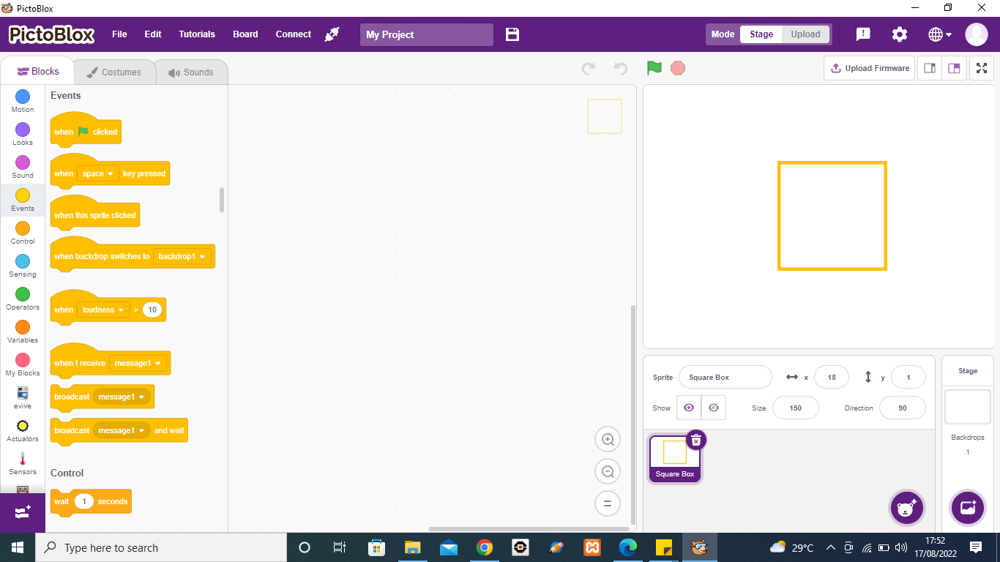 PictoBlox
PictoBlox File Edit Tutorials Board Connect My Project Mode Stage Upload
Blocks Costumes Sounds Upload Firmware
Motion
Looks
Sound
Events
Control
Sensing
Operators
Variables
My Blocks
evive
Actuators
Sensors
Events
when clicked
when space key pressed
when this sprite clicked
when backdrop switches to backdrop1
when loudness > 10
when I receive message1
broadcast message1
broadcast message1 and wait
Control
wait 1 seconds
Sprite Square Box x 18 y 1
Show Size 150 Direction 90
Square Box
Stage
Backdrops
1
Type here to search
29°C
17:52
17/08/2022